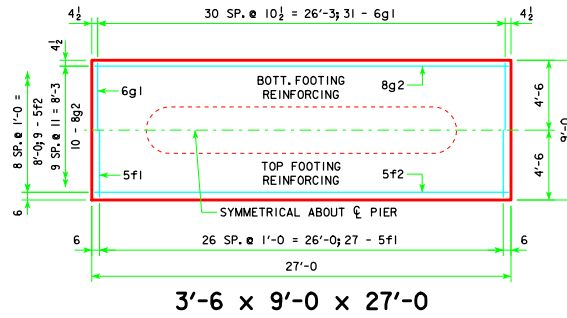 4½
30 SP. @ 10½ = 26′-3; 31 - 6g1
4½
4½
8 SP. @ 1′-0 =
8′-0; 9 - 5f2
9 SP. @ 11 = 8′-3
10 - 8g2
6g1
BOTT. FOOTING
REINFORCING
8g2
4′-6
9′-0
4′-6
5f1
TOP FOOTING
REINFORCING
5f2
6
SYMMETRICAL ABOUT ℄ PIER
6
26 SP. @ 1′-0 = 26′-0; 27 - 5f1
6
27′-0
3′-6 x 9′-0 x 27′-0